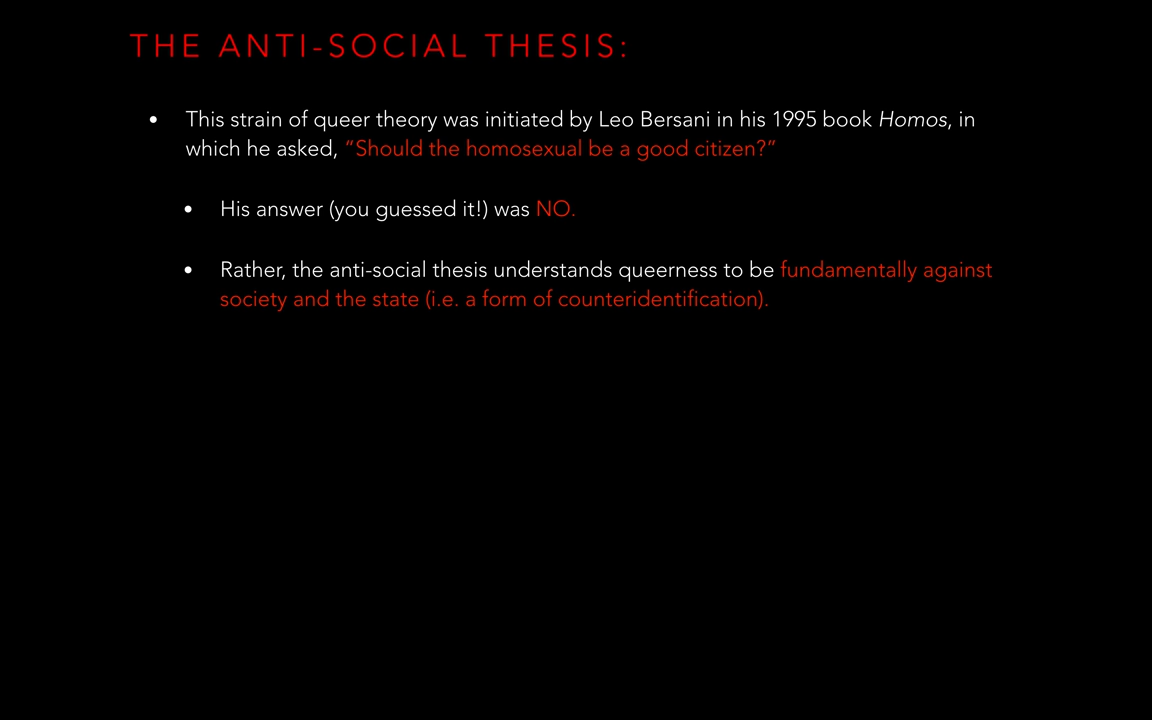 THE ANTI-SOCIAL THESIS:
• This strain of queer theory was initiated by Leo Bersani in his 1995 book Homos, in
which he asked, “Should the homosexual be a good citizen?”
• His answer (you guessed it!) was NO.
• Rather, the anti-social thesis understands queerness to be fundamentally against
society and the state (i.e. a form of counteridentification).